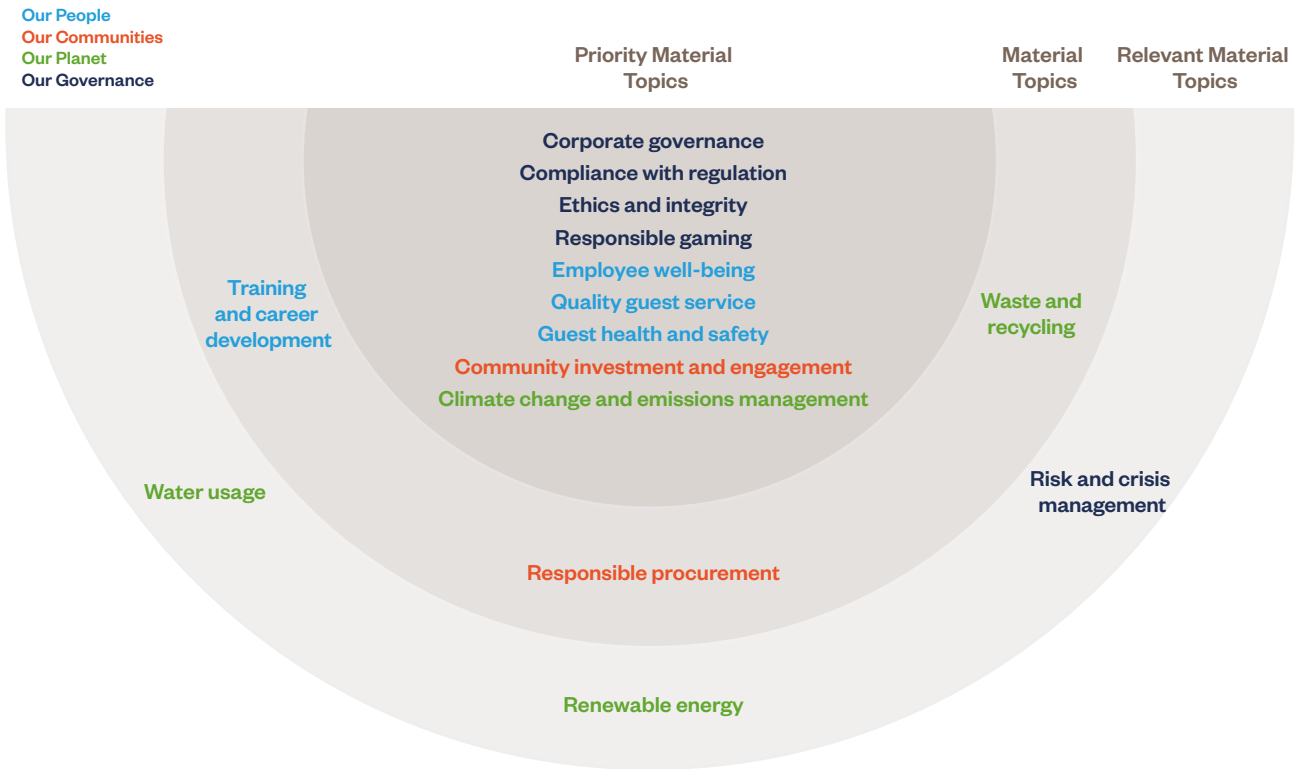 Our People
Our Communities
Our Planet
Our Governance
Priority Material
Topics
Material
Topics
Relevant Material
Topics
Corporate governance
Compliance with regulation
Ethics and integrity
Responsible gaming
Employee well-being
Quality guest service
Guest health and safety
Community investment and engagement
Climate change and emissions management
Training
and career
development
Waste and
recycling
Water usage
Risk and crisis
management
Responsible procurement
Renewable energy